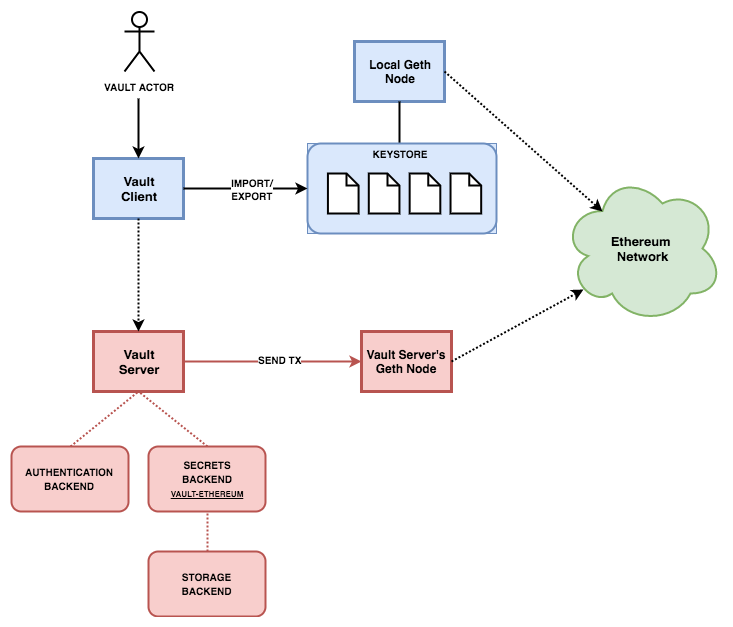 VAULT ACTOR
Local Geth
Node
KEYSTORE
Vault
Client
IMPORT/
EXPORT
Ethereum
Network
Vault
Server
SEND TX
Vault Server's
Geth Node
AUTHENTICATION
BACKEND
SECRETS
BACKEND
VAULT-ETHEREUM
STORAGE
BACKEND